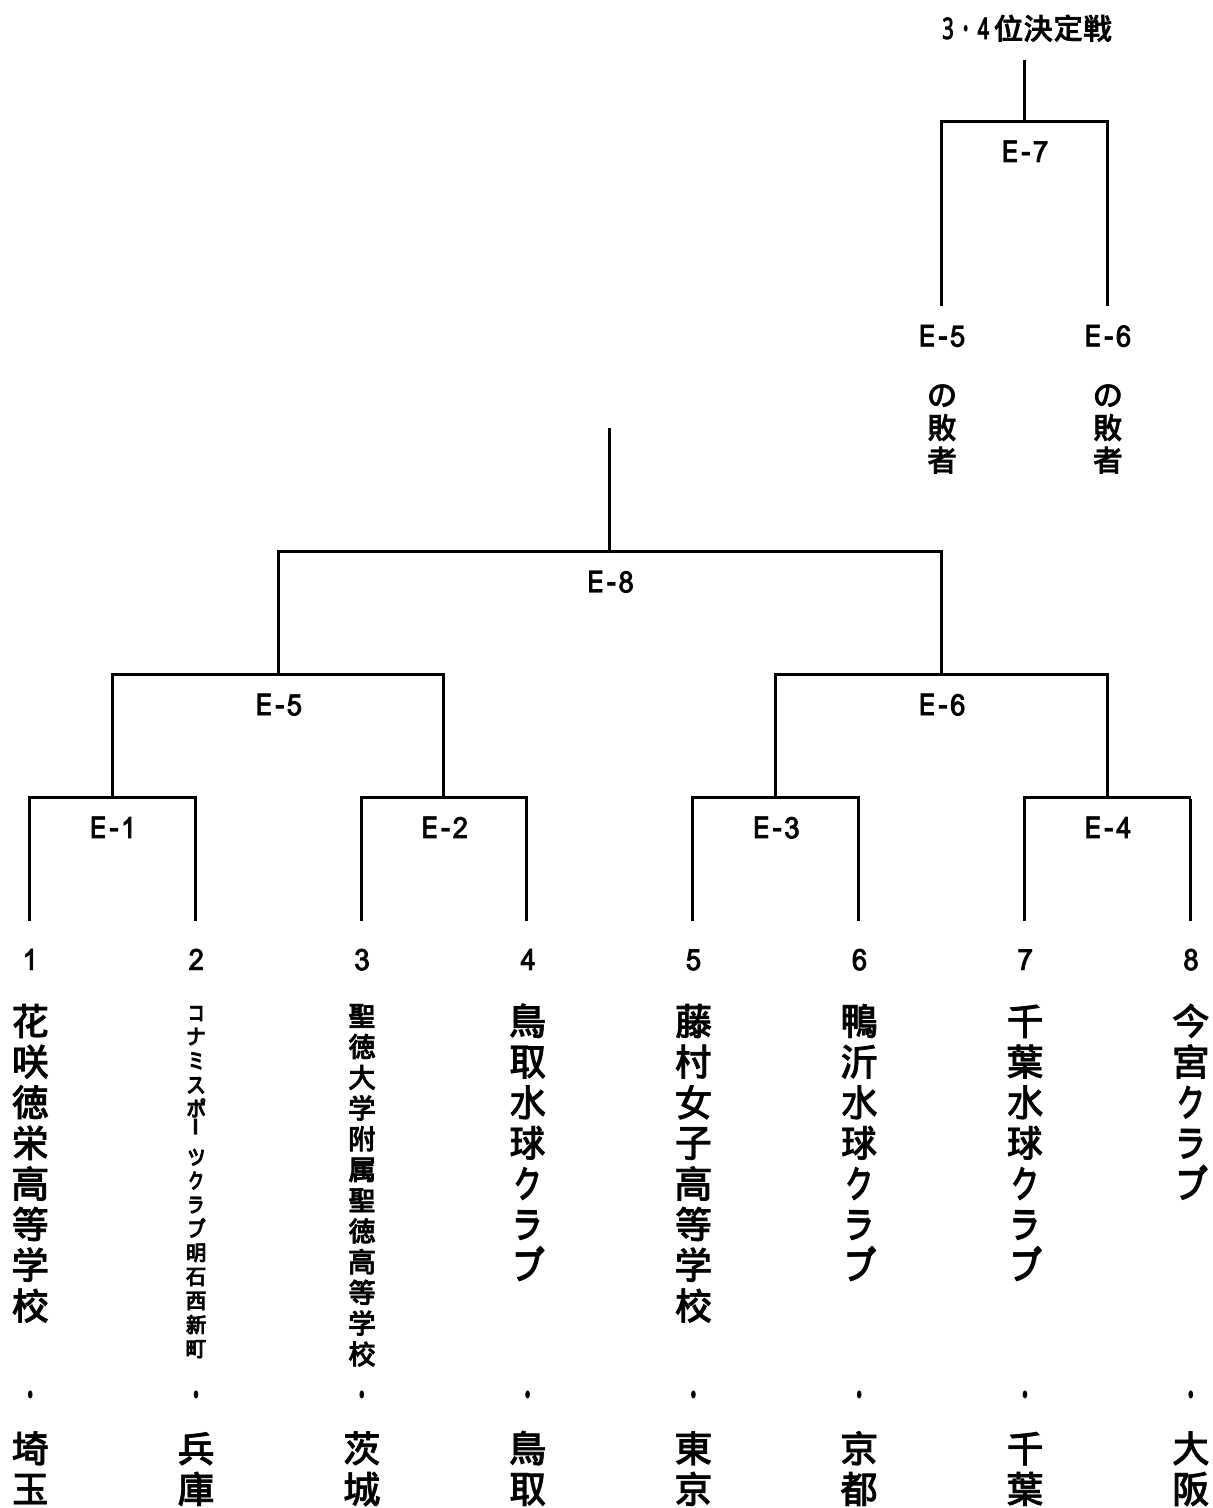 3・4位決定戦
E-7
E-5
の敗者
E-6
の敗者
E-8
E-5
E-6
E-1
E-2
E-3
E-4
1
花咲徳栄高等学校・埼玉
2
コナミスポーツクラブ明石西新町・兵庫
3
聖徳大学附属聖徳高等学校・茨城
4
鳥取水球クラブ・鳥取
5
藤村女子高等学校・東京
6
鴨沂水球クラブ・京都
7
千葉水球クラブ・千葉
8
今宮クラブ・大阪